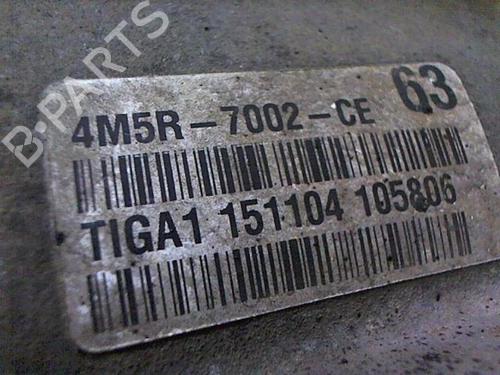 B-PARTS
63
4M5R-7002-CE
TIGA1 151104 105806